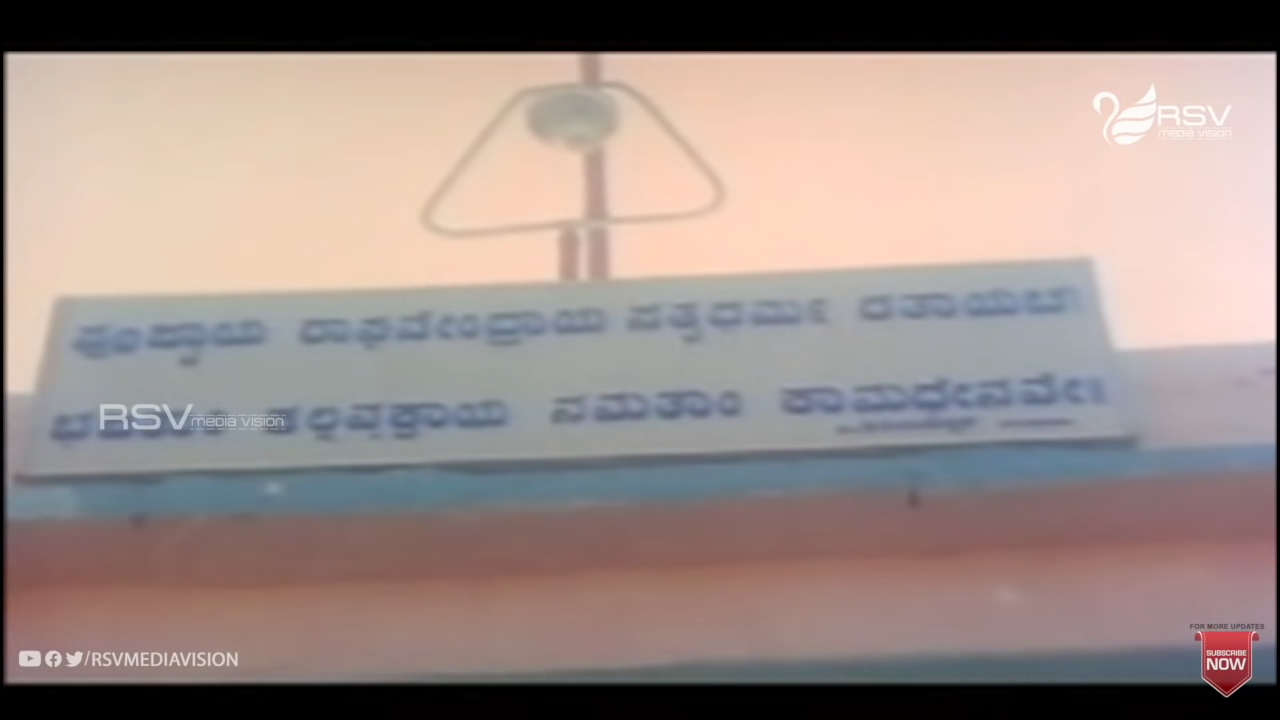 RSV
media vision
ಪೂಜ್ಯಾಯ ರಾಘವೇಂದ್ರಾಯ ಸತ್ಯಧರ್ಮ ರತಾಯಚ
ಕಲ್ಪವೃಕ್ಷಾಯ ನಮತಾಂ ಕಾಮಧೇನವೇ॥
RSV media vision
FOR MORE UPDATES
SUBSCRIBE
NOW
/RSVMEDIAVISION